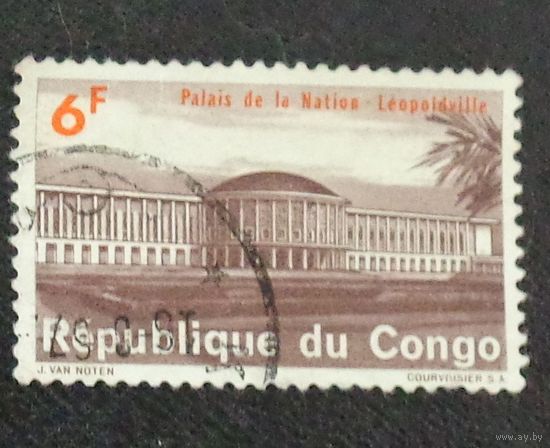 6F
Palais de la Nation - Léopoldville
République du Congo
J. VAN NOTEN
COURVOISIER S.A.
www.ay.by